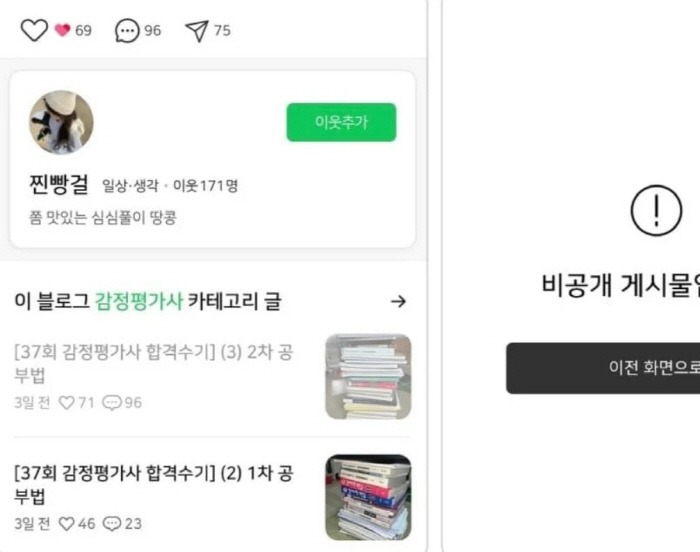 69 96 75
이웃추가
찐빵걸 일상·생각 · 이웃 171명
쫌 맛있는 심심풀이 땅콩
이 블로그 감정평가사 카테고리 글
[37회 감정평가사 합격수기] (3) 2차 공
부법
3일 전 71 96
[37회 감정평가사 합격수기] (2) 1차 공
부법
3일 전 46 23
비공개 게시물
이전 화면으로